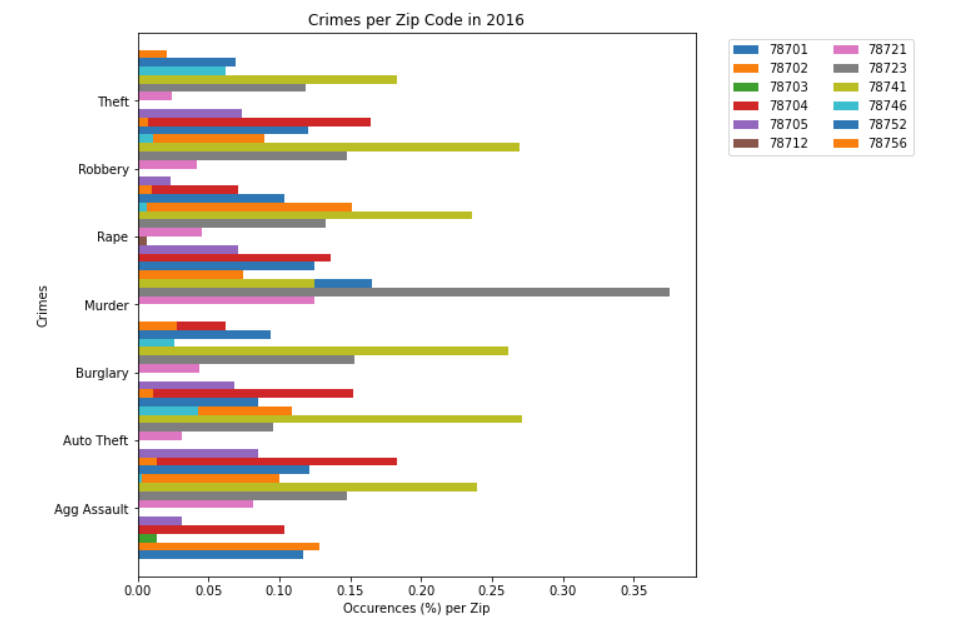 Crimes per Zip Code in 2016
78701 78721
78702 78723
78703 78741
78704 78746
78705 78752
78712 78756
Theft
Robbery
Rape
Murder
Burglary
Auto Theft
Agg Assault
Crimes
0.00 0.05 0.10 0.15 0.20 0.25 0.30 0.35
Occurences (%) per Zip